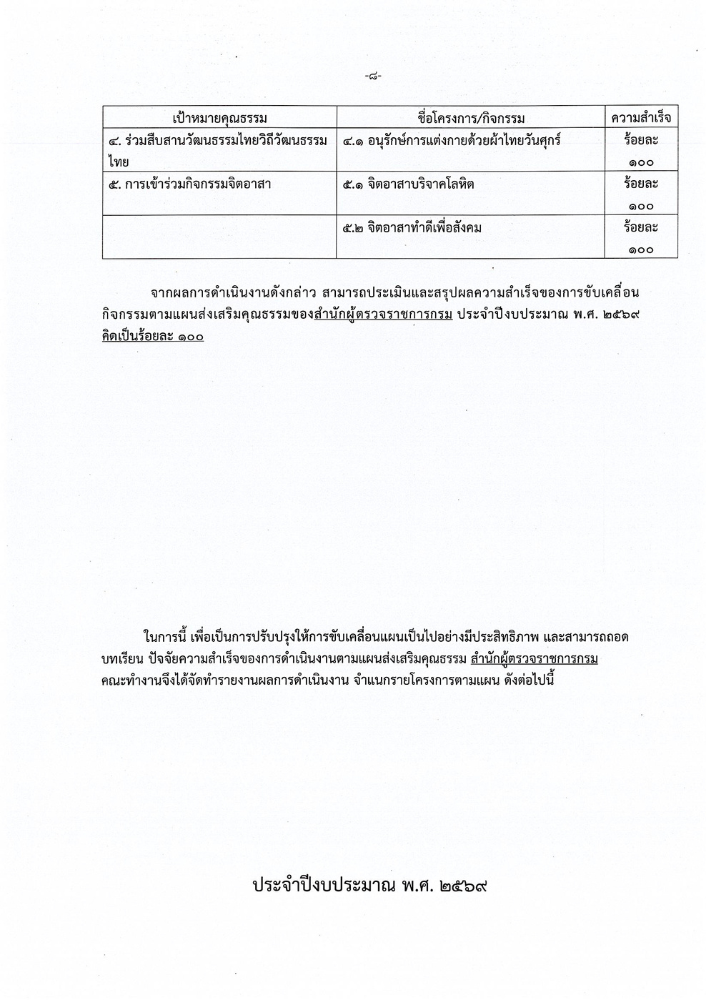 -๘-
เป้าหมายคุณธรรม ชื่อโครงการ/กิจกรรม ความสำเร็จ
๔. ร่วมสืบสานวัฒนธรรมไทยวิถีวัฒนธรรม ๔.๑ อนุรักษ์การแต่งกายด้วยผ้าไทยวันศุกร์ ร้อยละ
ไทย ๑๐๐
๕. การเข้าร่วมกิจกรรมจิตอาสา ๕.๑ จิตอาสาบริจาคโลหิต ร้อยละ
๑๐๐
๕.๒ จิตอาสาทำดีเพื่อสังคม ร้อยละ
๑๐๐
จากผลการดำเนินงานดังกล่าว สามารถประเมินและสรุปผลความสำเร็จของการขับเคลื่อน
กิจกรรมตามแผนส่งเสริมคุณธรรมของสำนักผู้ตรวจราชการกรม ประจำปีงบประมาณ พ.ศ. ๒๕๖๙
คิดเป็นร้อยละ ๑๐๐
ในการนี้ เพื่อเป็นการปรับปรุงให้การขับเคลื่อนแผนเป็นไปอย่างมีประสิทธิภาพ และสามารถถอด
บทเรียน ปัจจัยความสำเร็จของการดำเนินงานตามแผนส่งเสริมคุณธรรม สำนักผู้ตรวจราชการกรม
คณะทำงานจึงได้จัดทำรายงานผลการดำเนินงาน จำแนกรายโครงการตามแผน ดังต่อไปนี้
ประจำปีงบประมาณ พ.ศ. ๒๕๖๙